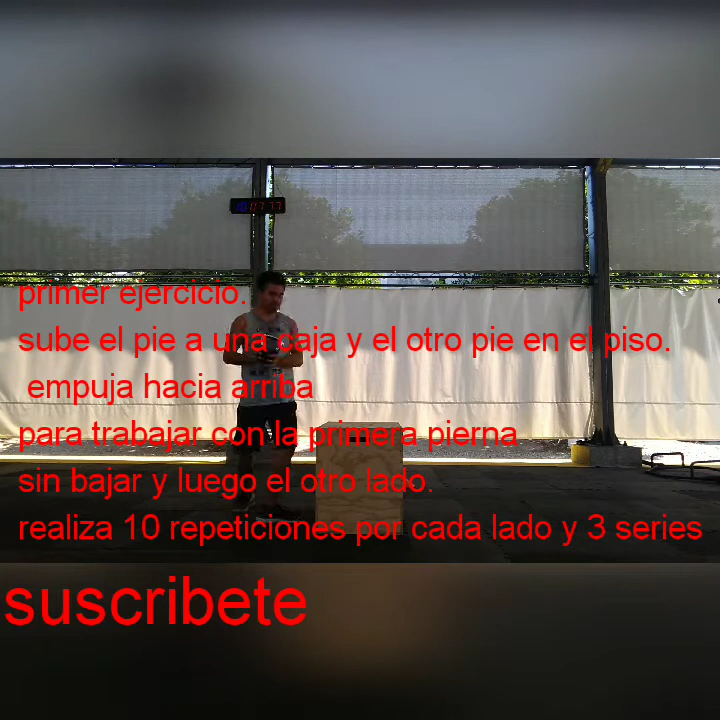 primer ejercicio.
sube el pie a una caja y el otro pie en el piso.
empuja hacia arriba
para trabajar con la primera pierna
sin bajar y luego el otro lado.
realiza 10 repeticiones por cada lado y 3 series
suscribete